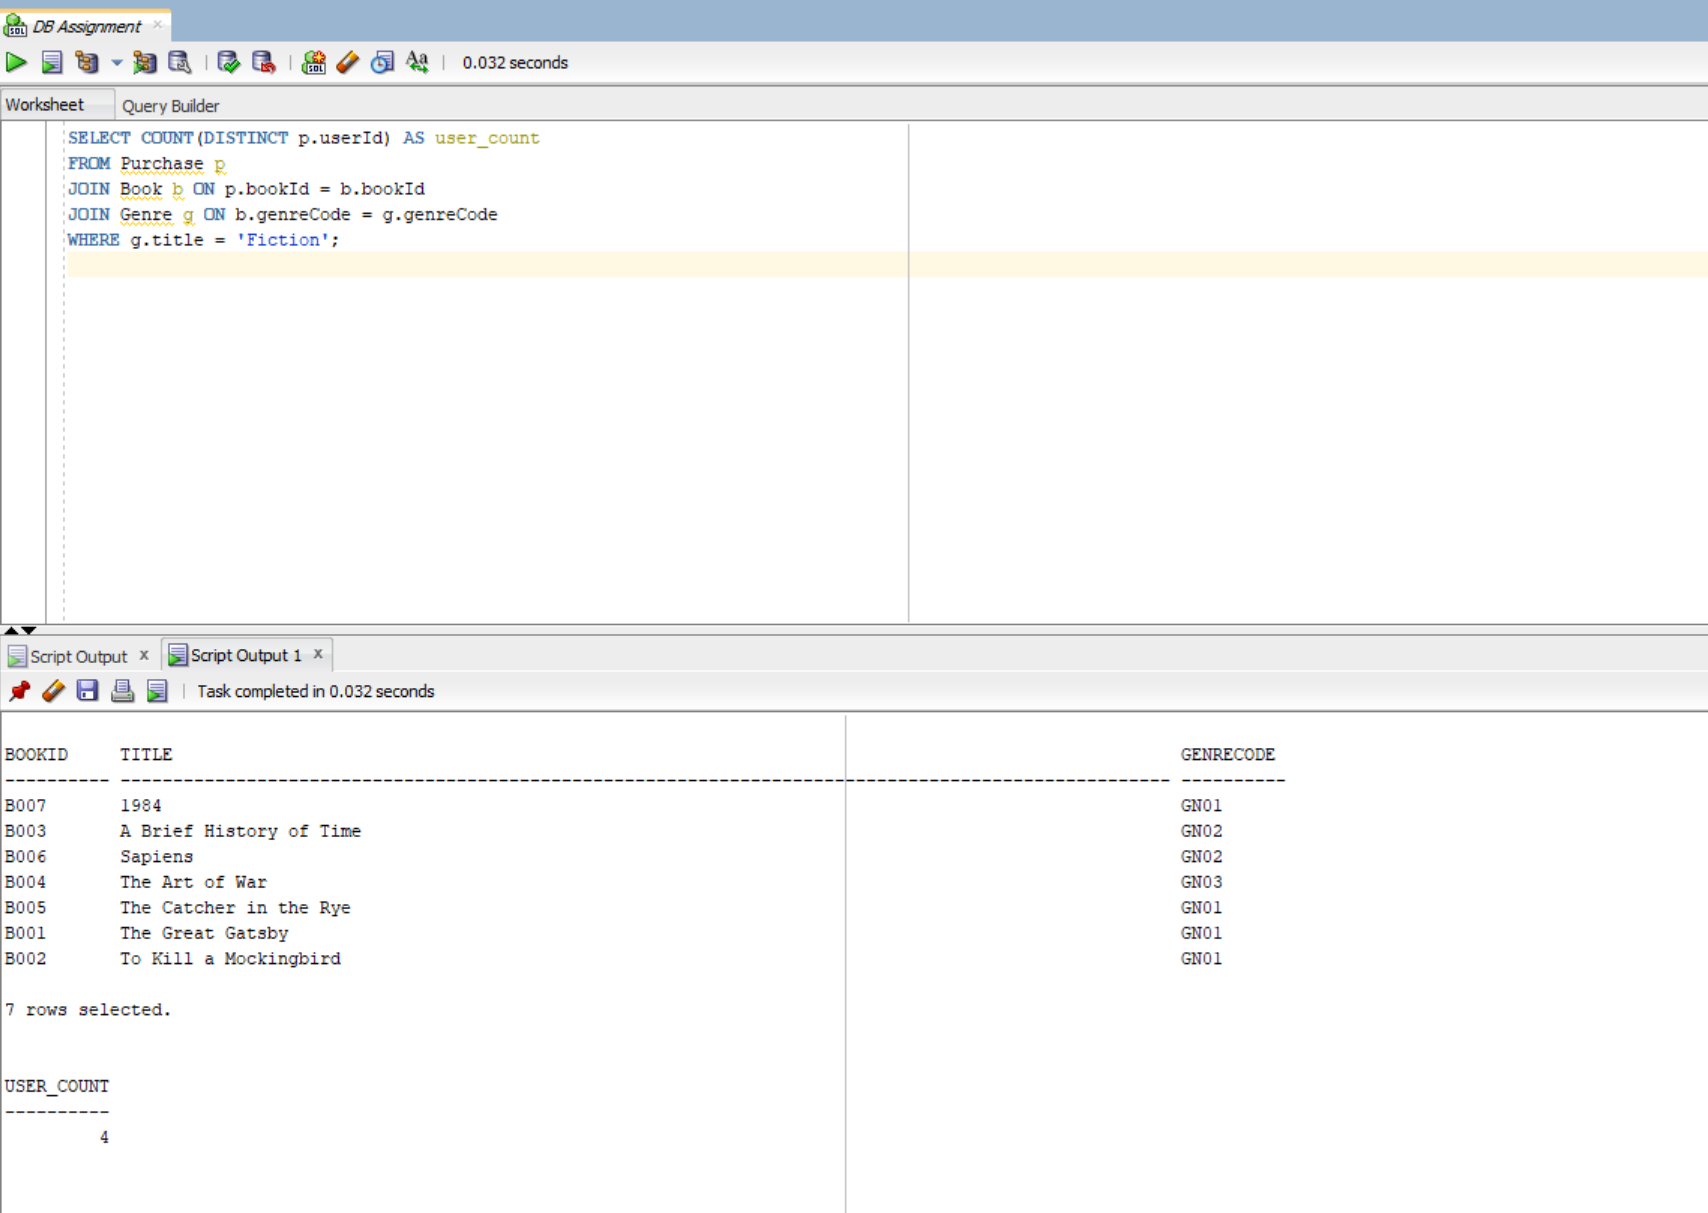 DB Assignment
0.032 seconds
Worksheet Query Builder
SELECT COUNT(DISTINCT p.userId) AS user_count
FROM Purchase p
JOIN Book b ON p.bookId = b.bookId
JOIN Genre g ON b.genreCode = g.genreCode
WHERE g.title = 'Fiction';
Script Output x Script Output 1 x
Task completed in 0.032 seconds
BOOKID TITLE GENRECODE
---------- ---------------------------------------------------------------------------------------------------- ----------
B007 1984 GN01
B003 A Brief History of Time GN02
B006 Sapiens GN02
B004 The Art of War GN03
B005 The Catcher in the Rye GN01
B001 The Great Gatsby GN01
B002 To Kill a Mockingbird GN01
7 rows selected.
USER_COUNT
----------
4